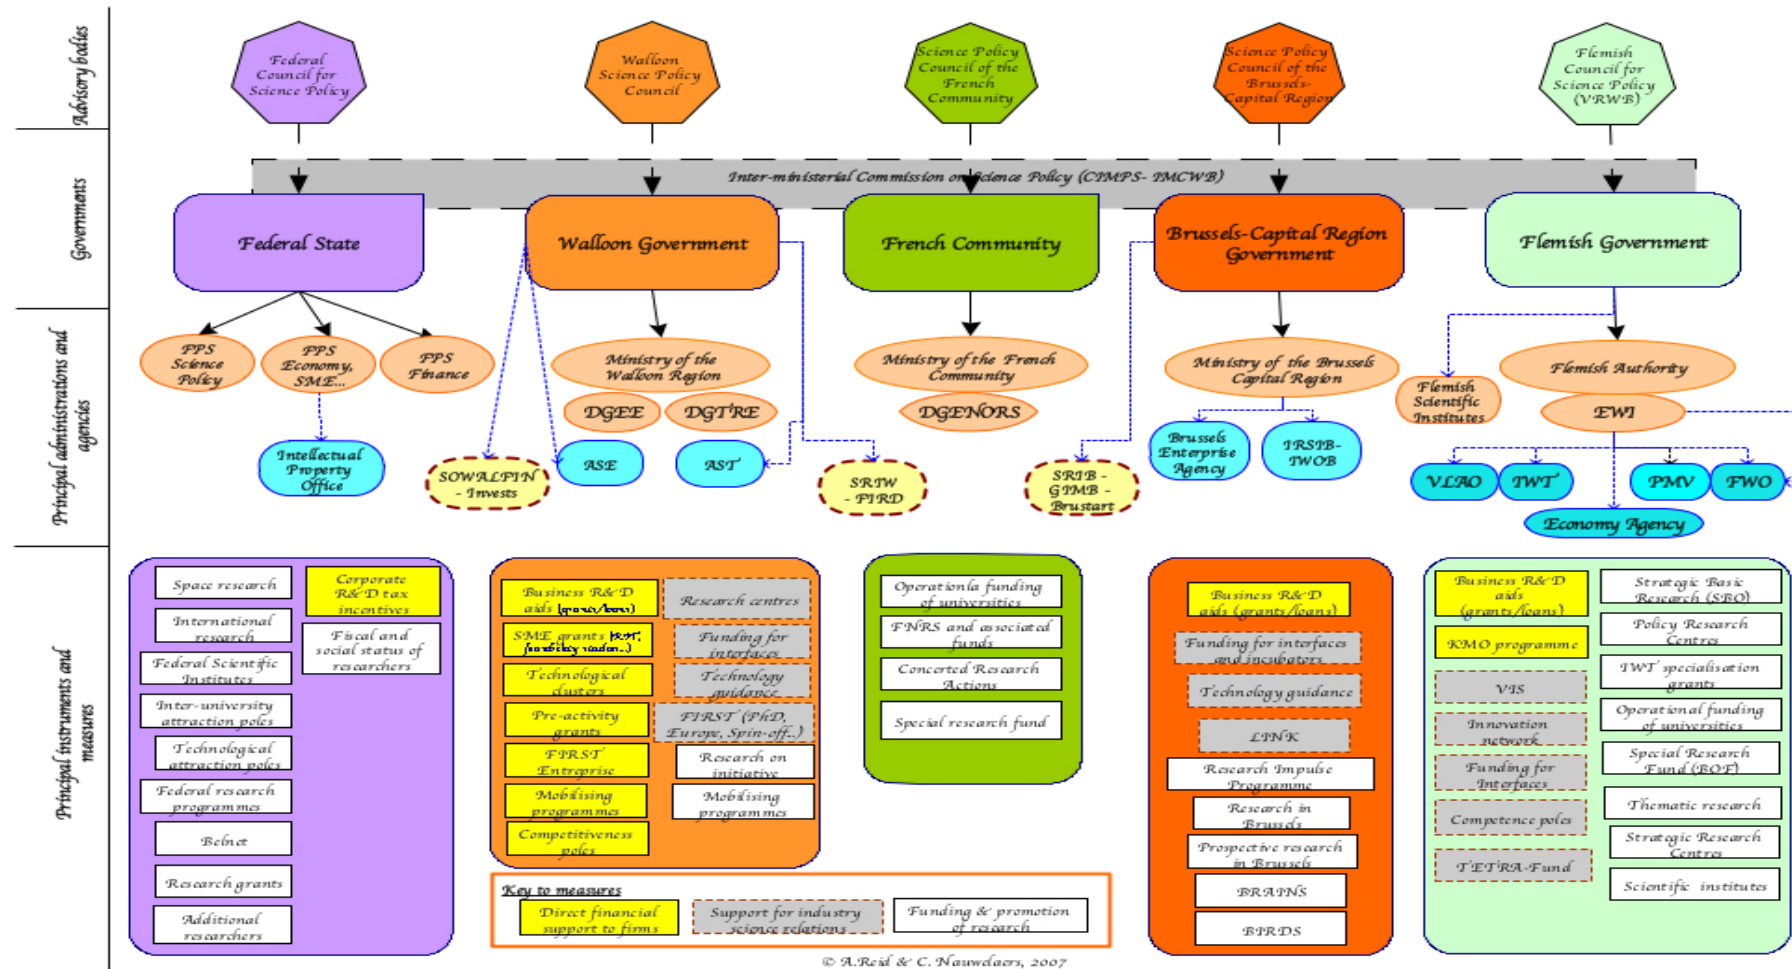 Advisory bodies
Federal
Council for
Science Policy
Walloon
Science Policy
Council
Science Policy
Council of the
French
Community
Science Policy
Council of the
Brussels-
Capital Region
Flemish
Council for
Science Policy
(VRWB)
Governments
Inter-ministerial Commission on Science Policy (CIMPS- IMCWB)
Federal State
Walloon Government
French Community
Brussels-Capital Region
Government
Flemish Government
Principal administrations and
agencies
FPS
Science
Policy
FPS
Economy,
SME...
FPS
Finance
Ministry of the
Walloon Region
DGEE
DGTRE
Ministry of the French
Community
DGENORS
Ministry of the Brussels
Capital Region
Flemish
Scientific
Institutes
Flemish Authority
EWI
Intellectual
Property
Office
SOWALFIN
- Invests
ASE
AST
SRIW
- FIRD
SRIB -
GIMB -
Brustart
Brussels
Enterprise
Agency
IRSIB-
IWOB
VLAO
IWT
PMV
FWO
Economy Agency
Principal instruments and
measures
Space research
International
research
Federal Scientific
Institutes
Inter-university
attraction poles
Technological
attraction poles
Federal research
programmes
Belnet
Research grants
Additional
researchers
Corporate
R&D tax
incentives
Fiscal and
social status of
researchers
Business R&D
aids (grants/loans)
SME grants
Technological
clusters
Pre-activity
grants
FIRST
Entreprise
Mobilising
programmes
Competitiveness
poles
Research centres
Funding for
interfaces
Technology
guidance
FIRST (PhD,
Europe, Spin-off..)
Research on
initiative
Mobilising
programmes
Operationla funding
of universities
FNRS and associated
funds
Concerted Research
Actions
Special research fund
Business R&D
aids (grants/loans)
Funding for interfaces
and incubators
Technology guidance
LINK
Research Impulse
Programme
Research in
Brussels
Prospective research
in Brussels
BRAINS
BIRDS
Business R&D
aids
(grants/loans)
KMO programme
VIS
Innovation
network
Funding for
Interfaces
Competence poles
TETRA-Fund
Strategic Basic
Research (SBO)
Policy Research
Centres
IWT specialisation
grants
Operational funding
of universities
Special Research
Fund (BOF)
Thematic research
Strategic Research
Centres
Scientific institutes
Key to measures
Direct financial
support to firms
Support for industry
science relations
Funding & promotion
of research
© A.Reid & C. Nauwelaers, 2007